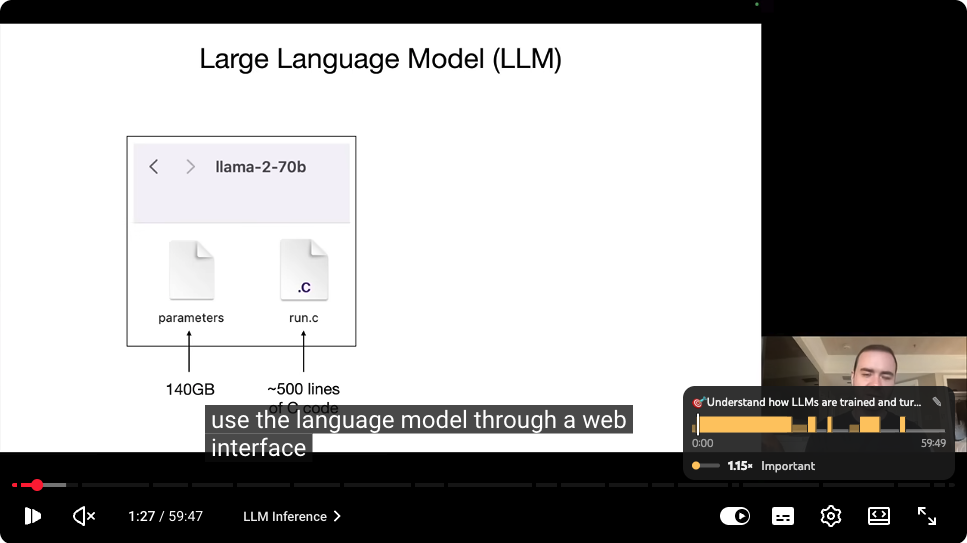 Large Language Model (LLM)
llama-2-70b
.C
parameters
run.c
140GB
~500 lines
of C code
use the language model through a web
interface
🎯Understand how LLMs are trained and tur...
0:00
59:49
1.15× Important
1:27 / 59:47
LLM Inference